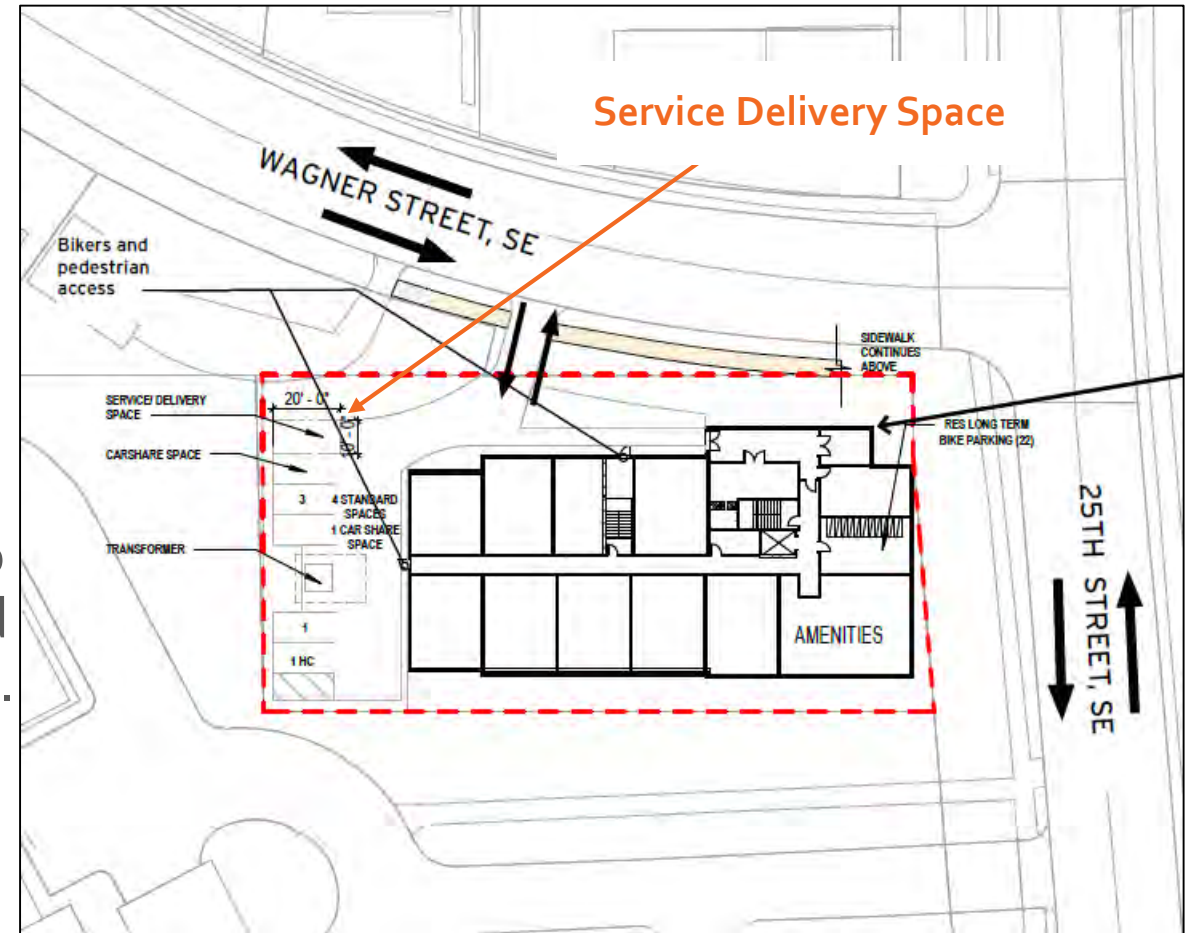 Service Delivery Space
WAGNER STREET, SE
Bikers and
pedestrian
access
SIDEWALK
CONTINUES
ABOVE
SERVICE/ DELIVERY
SPACE
20' - 0"
CARSHARE SPACE
RES LONG TERM
BIKE PARKING (22)
3
4 STANDARD
SPACES
1 CAR SHARE
SPACE
TRANSFORMER
25TH STREET, SE
1
AMENITIES
1 HC